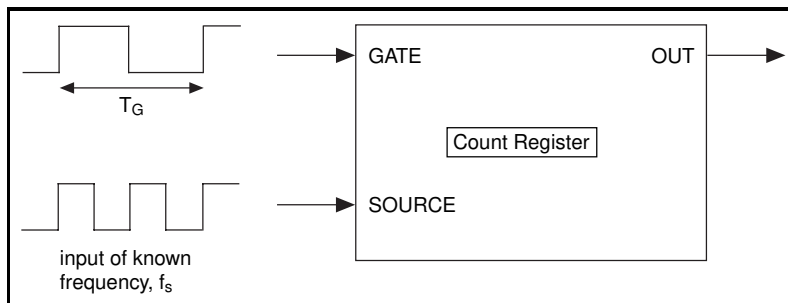 GATE
OUT
T_G
Count Register
SOURCE
input of known
frequency, f_s